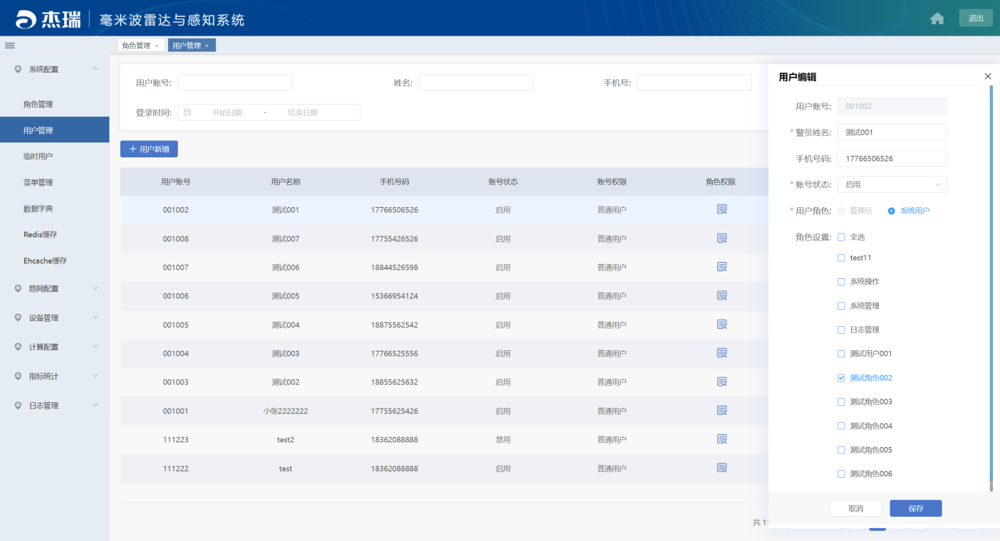 杰瑞 毫米波雷达与感知系统 退出
角色管理 × 用户管理 ×
系统配置
角色管理
用户管理
临时用户
菜单管理
数据字典
Redis缓存
Ehcache缓存
路网配置
设备管理
计算配置
指标统计
日志管理
用户账号: 姓名: 手机号:
登录时间: 开始日期 - 结束日期
+ 用户新增
用户账号 用户名称 手机号码 账号状态 账号权限 角色权限
001002 测试001 17766506526 启用 普通用户
001008 测试007 17755426526 启用 普通用户
001007 测试006 18844526598 启用 普通用户
001006 测试005 15366954124 启用 普通用户
001005 测试004 18875562542 启用 普通用户
001004 测试003 17766525556 启用 普通用户
001003 测试002 18855625632 启用 普通用户
001001 小张2222222 17755625426 启用 普通用户
111223 test2 18362088888 禁用 普通用户
111222 test 18362088888 启用 普通用户
共 1
用户编辑
用户账号: 001002
* 警员姓名: 测试001
手机号码: 17766506526
* 账号状态: 启用
* 用户角色: 管理员 系统用户
角色设置: 全选
test11
系统操作
系统管理
日志管理
测试用户001
测试角色002
测试角色003
测试角色004
测试角色005
测试角色006
取消 保存